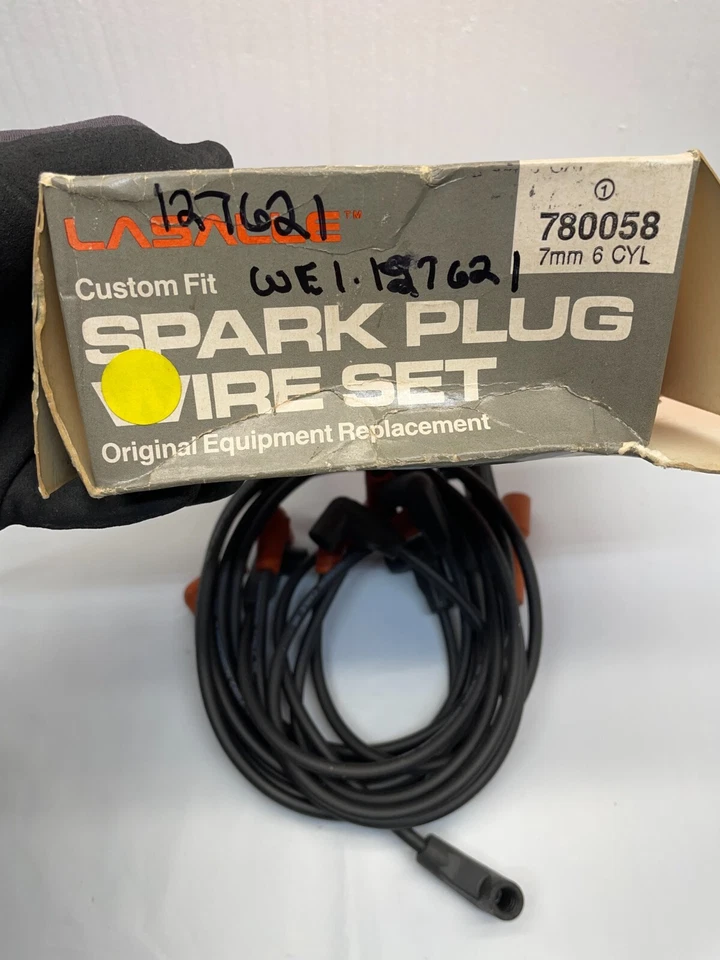 127621
LASALLE™
①
780058
7mm 6 CYL
Custom Fit
WE1.127621
SPARK PLUG
WIRE SET
Original Equipment Replacement